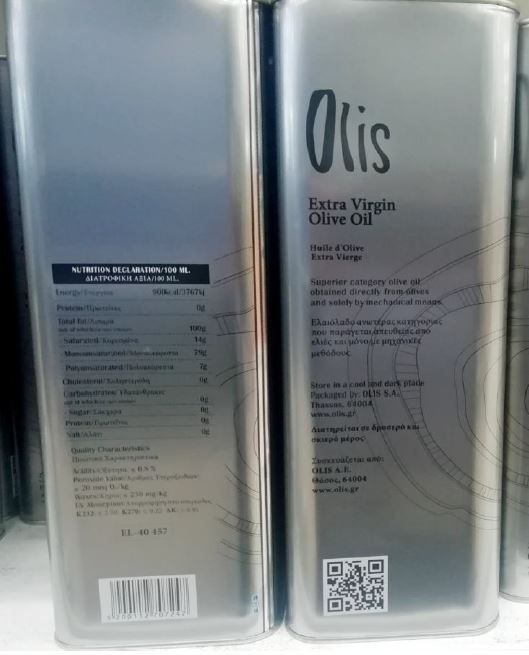 NUTRITION DECLARATION/100 ML.
ΔΙΑΤΡΟΦΙΚΗ ΑΞΙΑ/100 ML.
Energy/Ενέργεια 900kcal/3767kj
Protein/Πρωτεΐνες 0g
Total fat/Λιπαρά
100g
- Saturated/Κορεσμένα 14g
- Monounsaturated/Μονοακόρεστα 79g
- Polyunsaturated/Πολυακόρεστα 7g
Cholesterol/Χοληστερόλη 0g
Carbohydrates/Υδατάνθρακες
0g
- Sugar/Σάκχαρα 0g
Protein/Πρωτεΐνες 0g
Salt/Αλάτι 0g
Quality Characteristics
Ποιοτικά Χαρακτηριστικά
EL-40 457
Olis
Extra Virgin
Olive Oil
Huile d'Olive
Extra Vierge
Superior category olive oil
obtained directly from olives
and solely by mechanical means.
Ελαιόλαδο ανωτέρας κατηγορίας
που παράγεται απευθείας από
ελιές και μόνο με μηχανικές
μεθόδους.
Store in a cool and dark place
Packaged by: OLIS S.A.
Thassos, 64004
www.olis.gr
Διατηρείται σε δροσερό και
σκιερό μέρος
Συσκευάζεται από:
OLIS A.E.
Θάσος, 64004
www.olis.gr